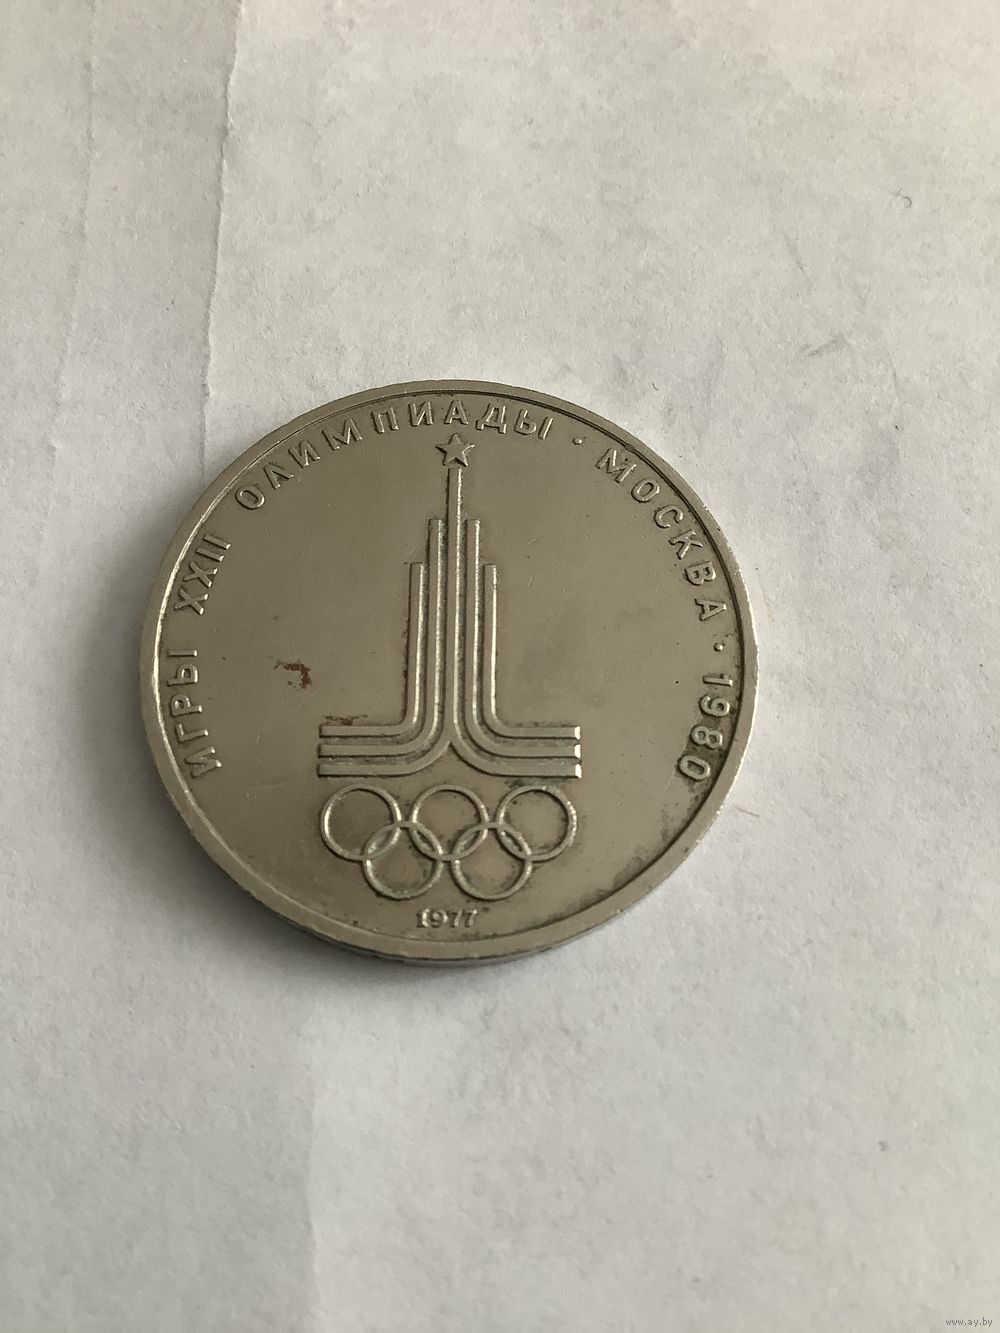 ИГРЫ XXII ОЛИМПИАДЫ · МОСКВА · 1980
1977
www.ay.by